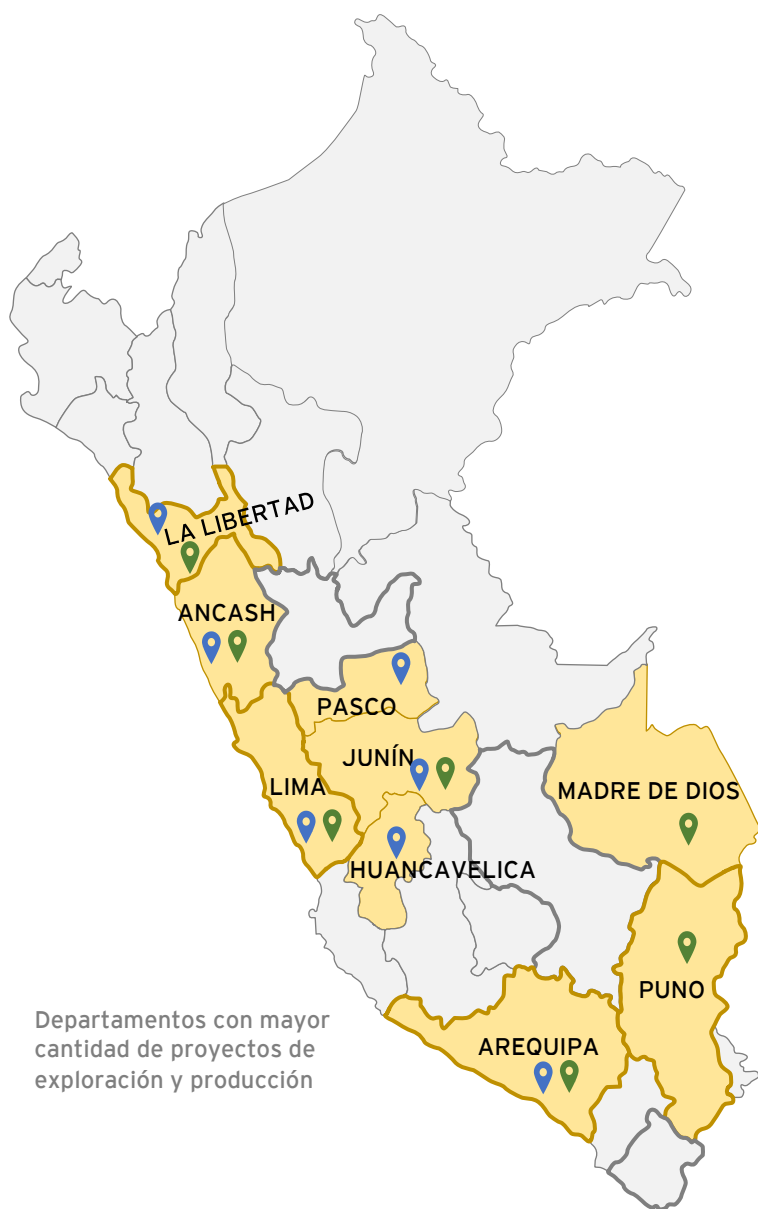 LA LIBERTAD
ANCASH
PASCO
JUNÍN
LIMA
MADRE DE DIOS
HUANCAVELICA
PUNO
AREQUIPA
Departamentos con mayor
cantidad de proyectos de
exploración y producción